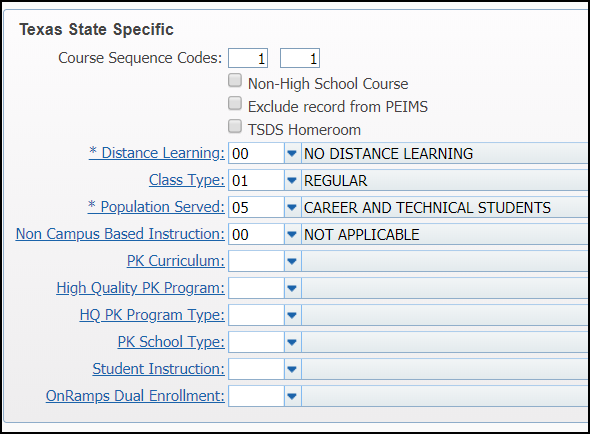 Texas State Specific
Course Sequence Codes: 1 1
Non-High School Course
Exclude record from PEIMS
TSDS Homeroom
* Distance Learning: 00 NO DISTANCE LEARNING
Class Type: 01 REGULAR
* Population Served: 05 CAREER AND TECHNICAL STUDENTS
Non Campus Based Instruction: 00 NOT APPLICABLE
PK Curriculum:
High Quality PK Program:
HQ PK Program Type:
PK School Type:
Student Instruction:
OnRamps Dual Enrollment: